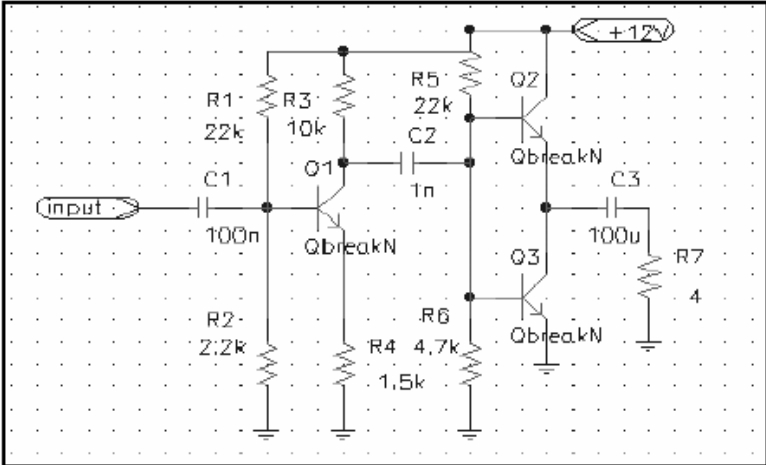 +12V
R1
22k
R3
10k
R5
22k
Q2
QbreakN
C2
1n
Q1
QbreakN
input
C1
100n
C3
100u
R7
4
Q3
QbreakN
R2
2.2k
R4
1.5k
R6
4.7k